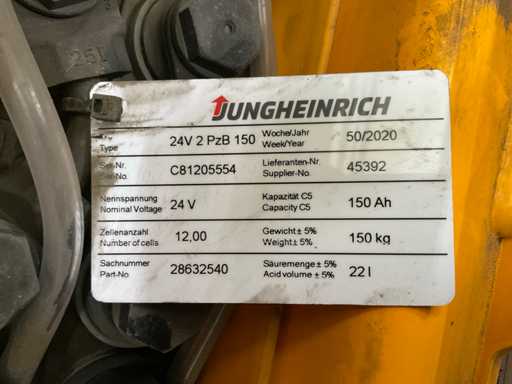 25L
JUNGHEINRICH
Type 24V 2 PzB 150 Woche/Jahr Week/Year 50/2020
C81205554 Lieferanten-Nr. Supplier-No. 45392
Nennspannung Nominal Voltage 24 V Kapazität C5 Capacity C5 150 Ah
Zellenanzahl Number of cells 12,00 Gewicht ± 5% Weight ± 5% 150 kg
Sachnummer Part-No 28632540 Säuremenge ± 5% Acid volume ± 5% 22 l